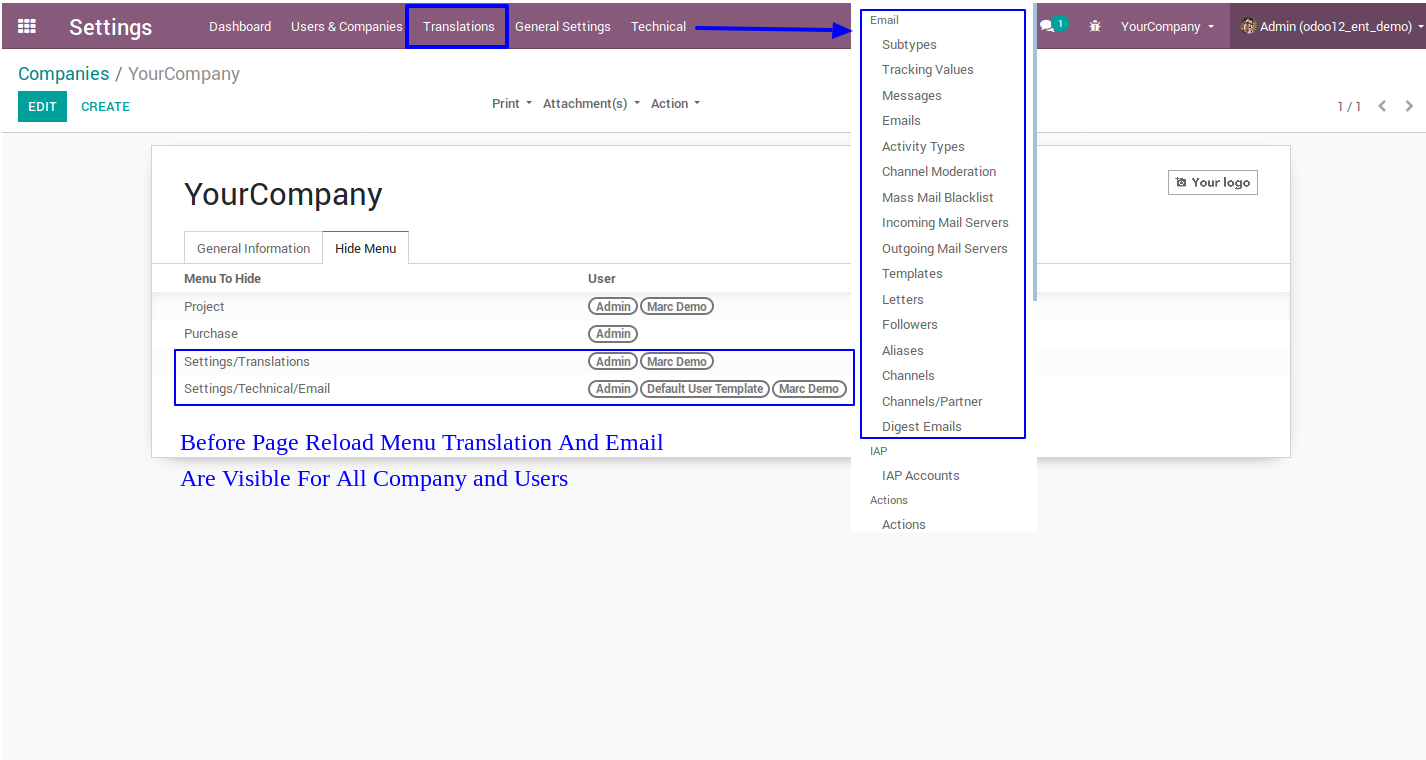 Settings
Dashboard
Users & Companies
Translations
General Settings
Technical
1
YourCompany
Admin (odoo12_ent_demo)
Companies / YourCompany
EDIT
CREATE
Print
Attachment(s)
Action
1 / 1
YourCompany
Your logo
General Information
Hide Menu
Menu To Hide
User
Project
Admin
Marc Demo
Purchase
Admin
Settings/Translations
Admin
Marc Demo
Settings/Technical/Email
Admin
Default User Template
Marc Demo
Before Page Reload Menu Translation And Email
Are Visible For All Company and Users
Email
Subtypes
Tracking Values
Messages
Emails
Activity Types
Channel Moderation
Mass Mail Blacklist
Incoming Mail Servers
Outgoing Mail Servers
Templates
Letters
Followers
Aliases
Channels
Channels/Partner
Digest Emails
IAP
IAP Accounts
Actions
Actions